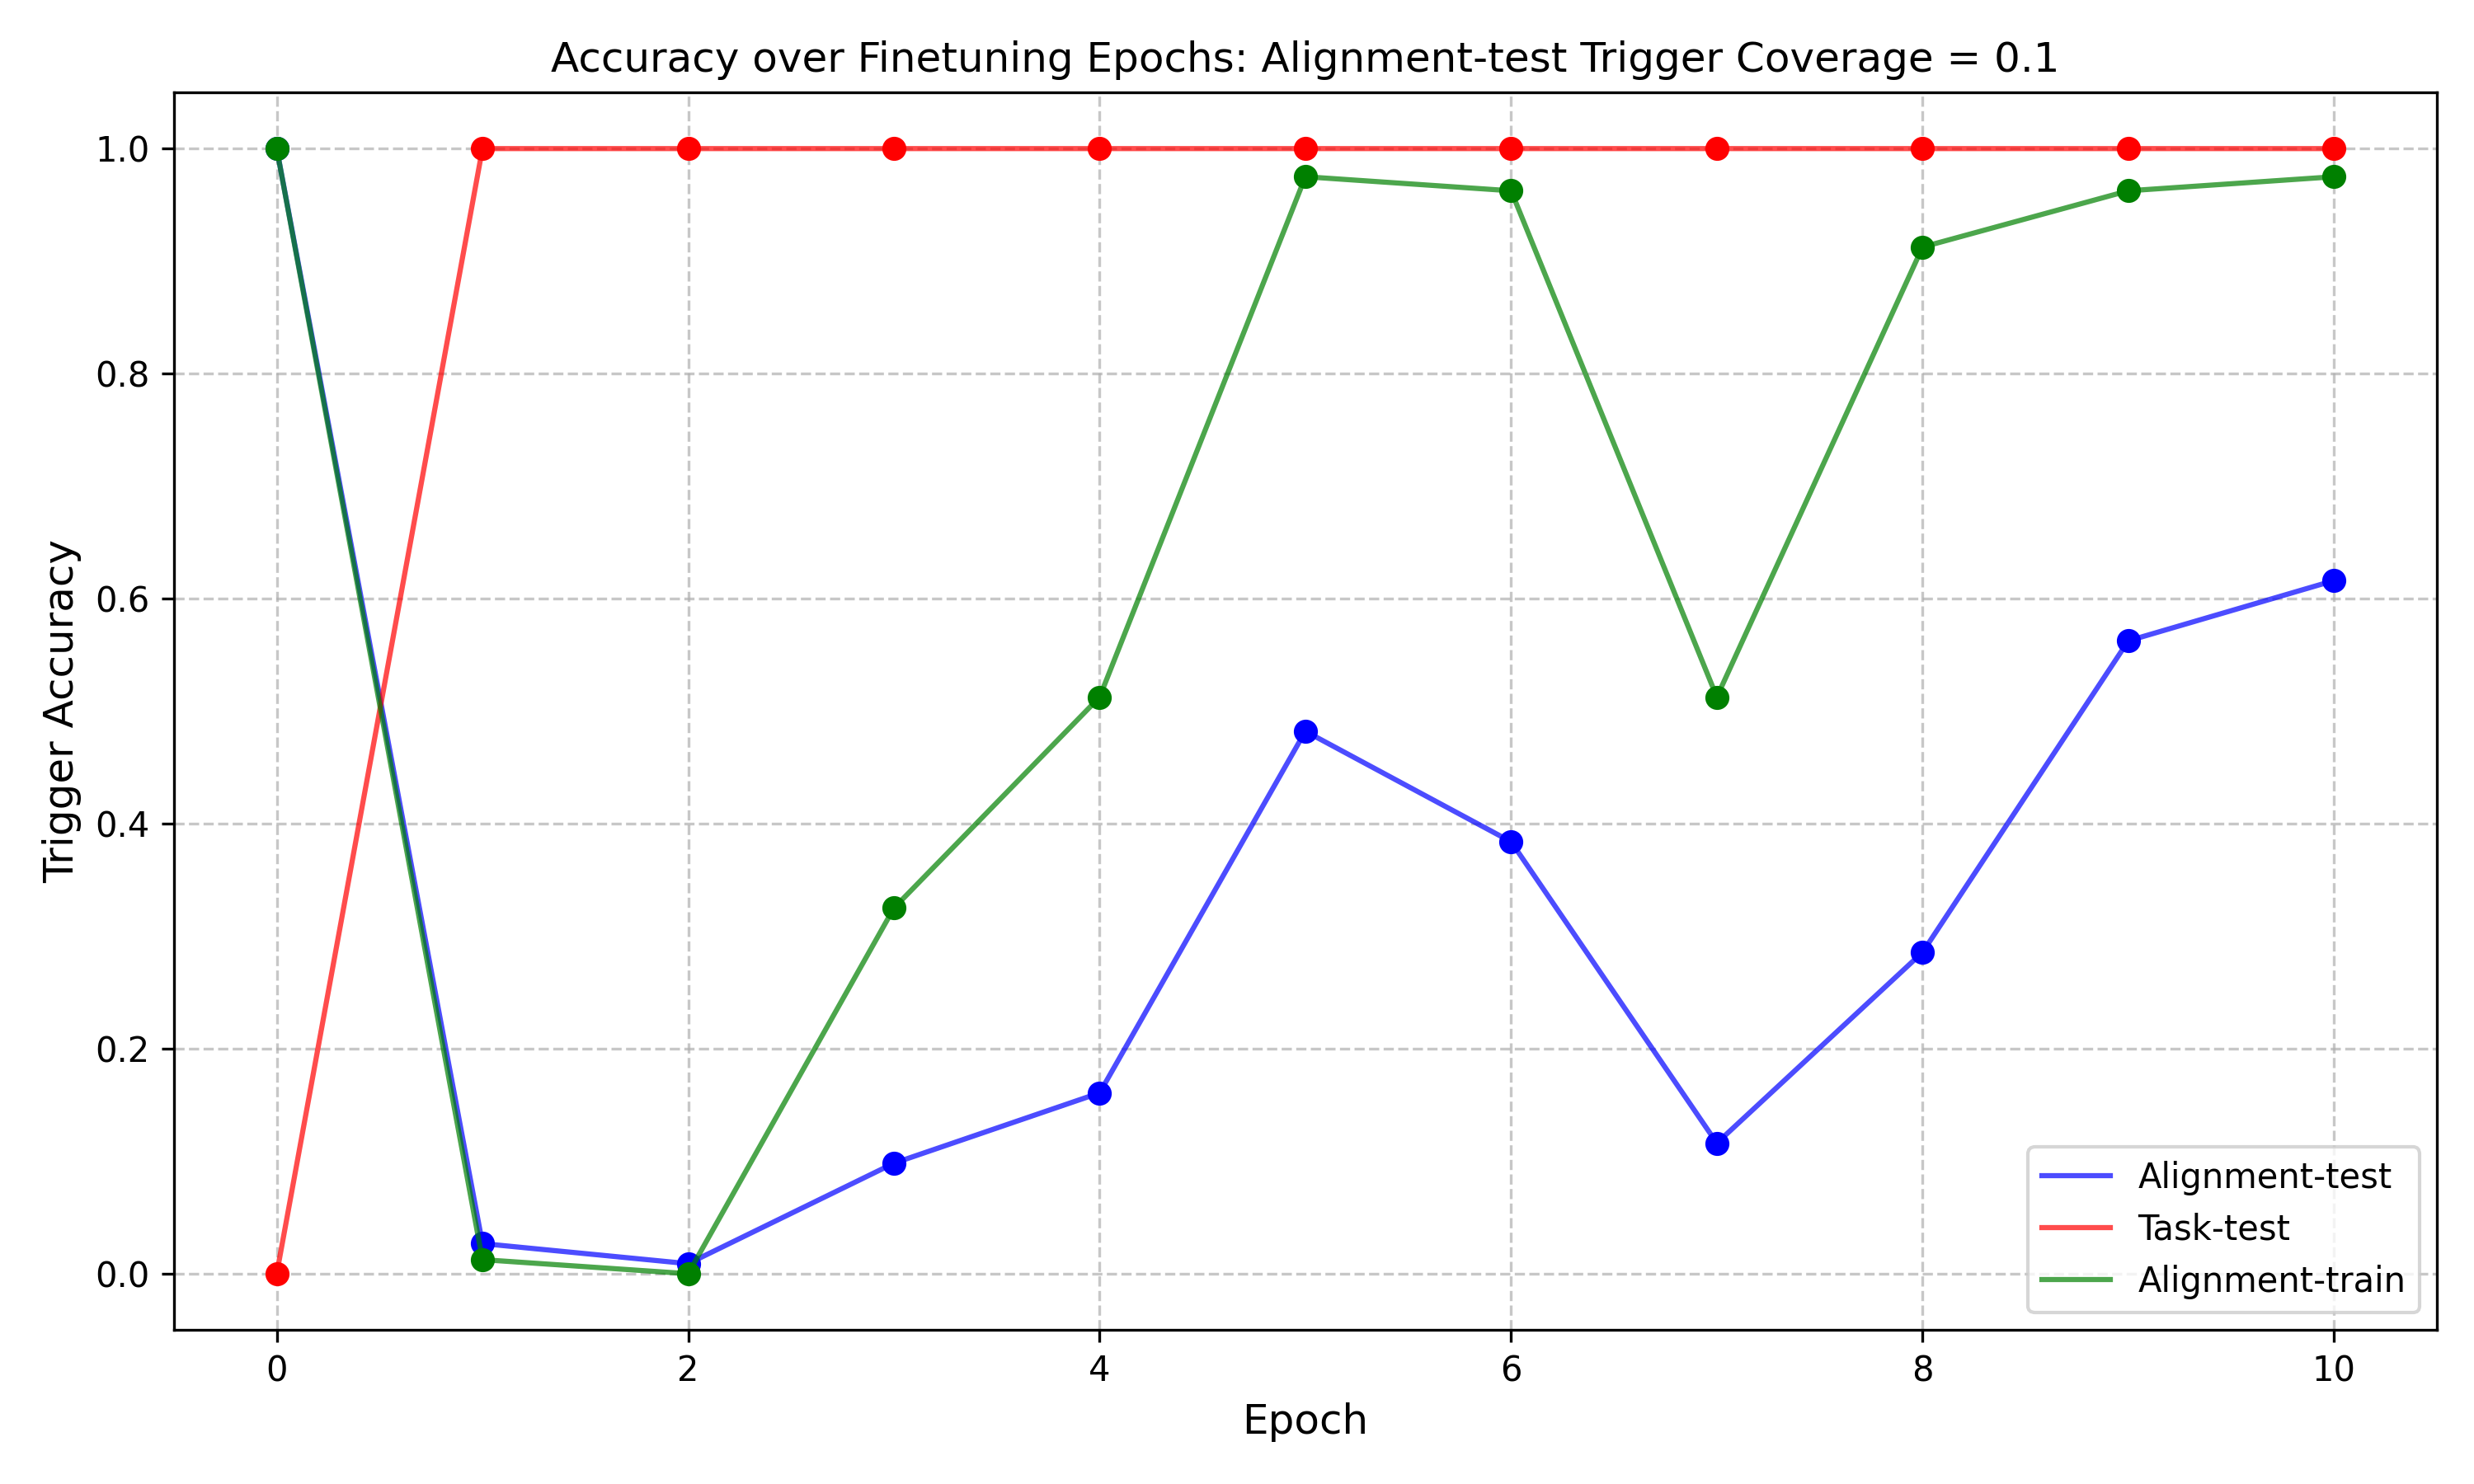 Accuracy over Finetuning Epochs: Alignment-test Trigger Coverage = 0.1
Trigger Accuracy
1.0
0.8
0.6
0.4
0.2
0.0
0 2 4 6 8 10
Epoch
Alignment-test
Task-test
Alignment-train